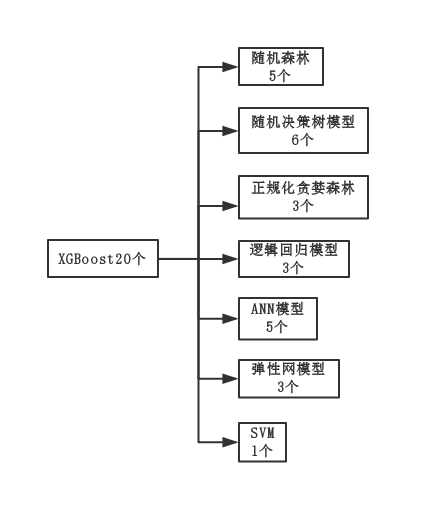 随机森林
5个
随机决策树模型
6个
正规化贪婪森林
3个
XGBoost20个
逻辑回归模型
3个
ANN模型
5个
弹性网模型
3个
SVM
1个